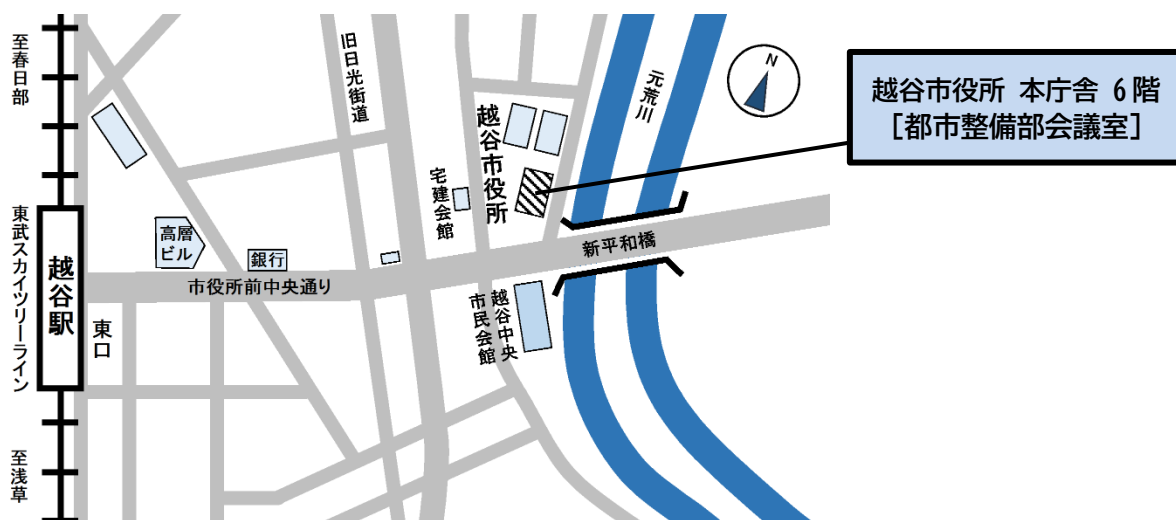 至春日部
東武スカイツリーライン
越谷駅
東口
至浅草
高層
ビル
銀行
市役所前中央通り
旧日光街道
宅建会館
越谷市役所
越谷中央
市民会館
新平和橋
元荒川
N
越谷市役所 本庁舎 6階
[都市整備部会議室]